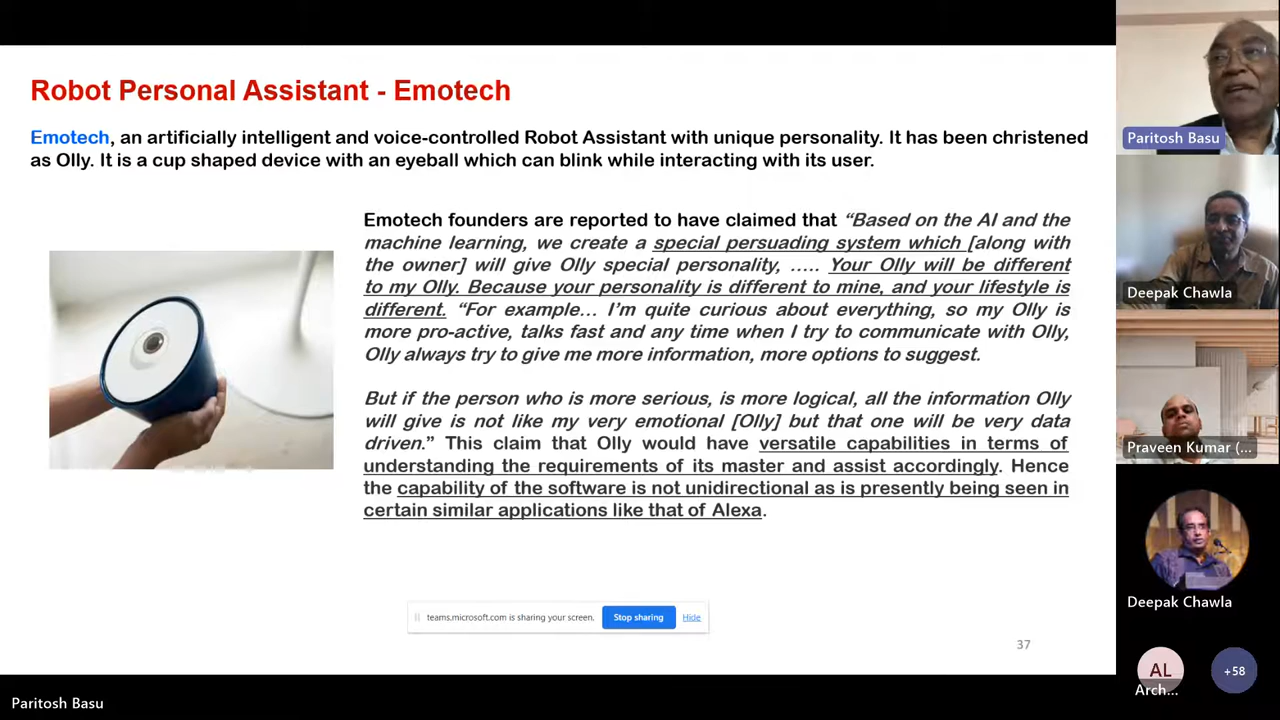 Robot Personal Assistant - Emotech
Emotech, an artificially intelligent and voice-controlled Robot Assistant with unique personality. It has been christened
as Olly. It is a cup shaped device with an eyeball which can blink while interacting with its user.
Emotech founders are reported to have claimed that “Based on the AI and the
machine learning, we create a special persuading system which [along with
the owner] will give Olly special personality, ..... Your Olly will be different
to my Olly. Because your personality is different to mine, and your lifestyle is
different. “For example... I’m quite curious about everything, so my Olly is
more pro-active, talks fast and any time when I try to communicate with Olly,
Olly always try to give me more information, more options to suggest.
But if the person who is more serious, is more logical, all the information Olly
will give is not like my very emotional [Olly] but that one will be very data
driven.” This claim that Olly would have versatile capabilities in terms of
understanding the requirements of its master and assist accordingly. Hence
the capability of the software is not unidirectional as is presently being seen in
certain similar applications like that of Alexa.
teams.microsoft.com is sharing your screen. Stop sharing Hide
37
Paritosh Basu
Paritosh Basu
Deepak Chawla
Praveen Kumar (...
Deepak Chawla
AL +58
Arch...